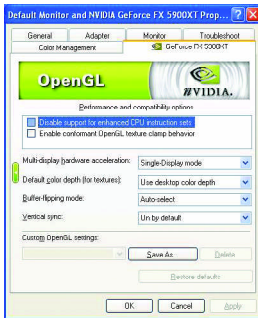 Default Monitor and NVIDIA GeForce FX 5900XT Prop...
General Adapter Monitor Troubleshoot
Color Management GeForce FX 5900XT
OpenGL
NVIDIA.
Performance and compatibility options
Disable support for enhanced CPU instruction sets
Enable conformant OpenGL texture clamp behavior
Multi-display hardware acceleration: Single-Display mode
Default color depth (for textures): Use desktop color depth
Buffer-flipping mode: Auto-select
Vertical sync: On by default
Custom OpenGL settings:
Save As Delete
Restore defaults
OK Cancel Apply